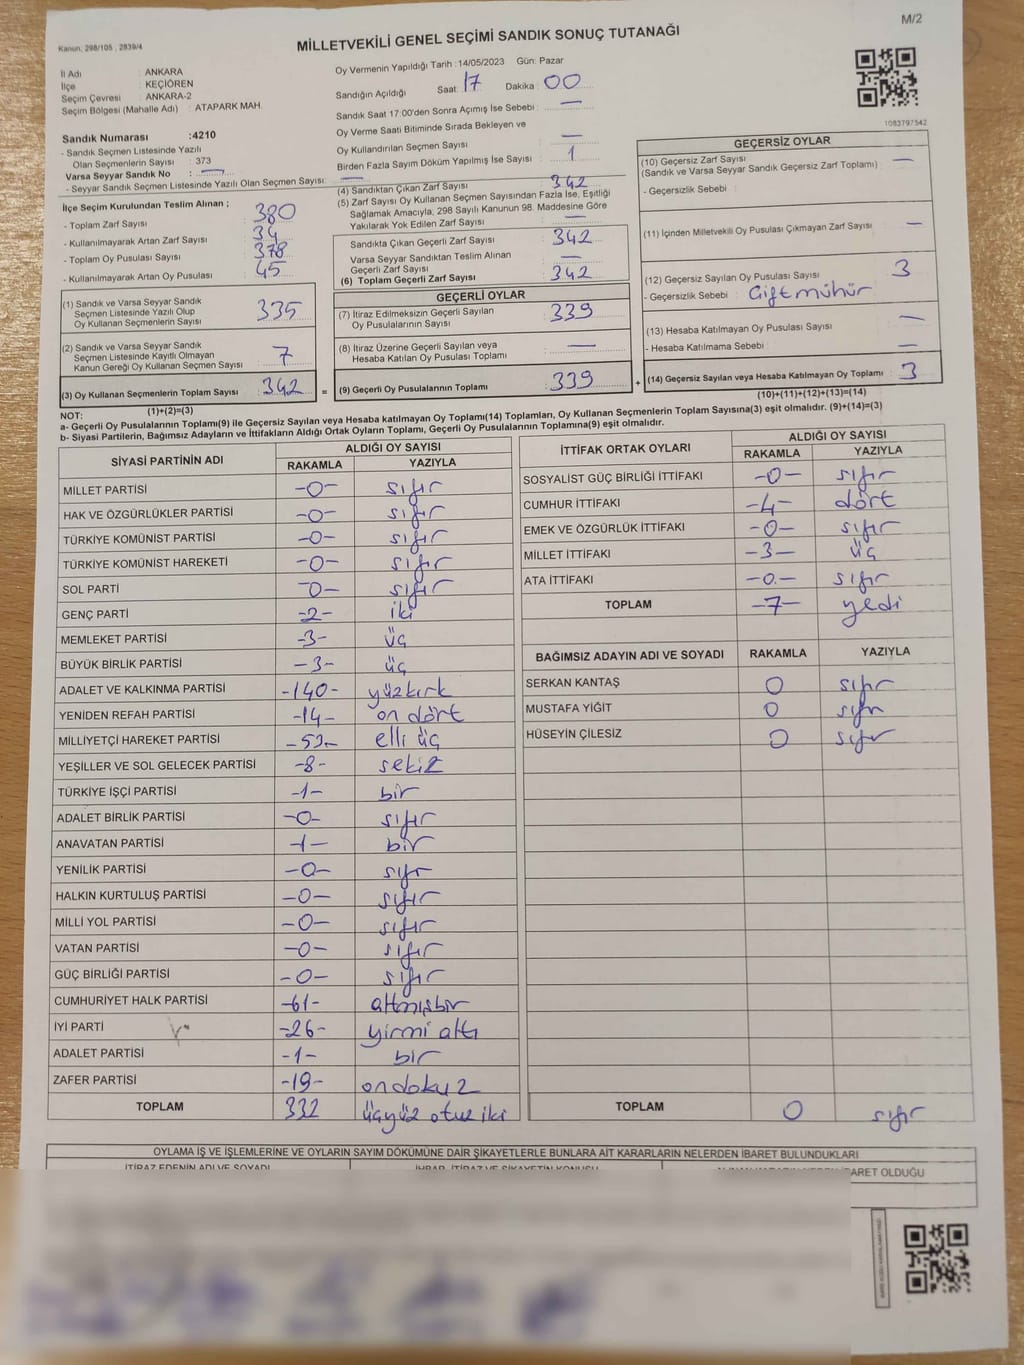 M/2
Kanun: 298/105 , 2839/4
MİLLETVEKİLİ GENEL SEÇİMİ SANDIK SONUÇ TUTANAĞI
İl Adı : ANKARA
İlçe : KEÇİÖREN
Seçim Çevresi : ANKARA-2
Seçim Bölgesi (Mahalle Adı) : ATAPARK MAH.
Sandık Numarası :4210
- Sandık Seçmen Listesinde Yazılı
Olan Seçmenlerin Sayısı : 373
Varsa Seyyar Sandık No : —
- Seyyar Sandık Seçmen Listesinde Yazılı Olan Seçmen Sayısı: —
Oy Vermenin Yapıldığı Tarih :14/05/2023 Gün: Pazar
Sandığın Açıldığı Saat: 17 Dakika: 00
Sandık Saat 17:00'den Sonra Açımış İse Sebebi : —
Oy Verme Saati Bitiminde Sırada Bekleyen ve
Oy Kullandırılan Seçmen Sayısı —
Birden Fazla Sayım Döküm Yapılmış İse Sayısı : 1
1083797542
İlçe Seçim Kurulundan Teslim Alınan ;
- Toplam Zarf Sayısı 380
- Kullanılmayarak Artan Zarf Sayısı : 34
- Toplam Oy Pusulası Sayısı : 378
- Kullanılmayarak Artan Oy Pusulası : 45
(1) Sandık ve Varsa Seyyar Sandık
Seçmen Listesinde Yazılı Olup
Oy Kullanan Seçmenlerin Sayısı 335
(2) Sandık ve Varsa Seyyar Sandık
Seçmen Listesinde Kayıtlı Olmayan
Kanun Gereği Oy Kullanan Seçmen Sayısı 7
(3) Oy Kullanan Seçmenlerin Toplam Sayısı 342 =
(1)+(2)=(3)
(4) Sandıktan Çıkan Zarf Sayısı 342
(5) Zarf Sayısı Oy Kullanan Seçmen Sayısından Fazla İse, Eşitliği
Sağlamak Amacıyla, 298 Sayılı Kanunun 98. Maddesine Göre
Yakılarak Yok Edilen Zarf Sayısı : —
Sandıkta Çıkan Geçerli Zarf Sayısı : 342
Varsa Seyyar Sandıktan Teslim Alınan
Geçerli Zarf Sayısı : —
(6) Toplam Geçerli Zarf Sayısı : 342
GEÇERLİ OYLAR
(7) İtiraz Edilmeksizin Geçerli Sayılan
Oy Pusulalarının Sayısı : 339
(8) İtiraz Üzerine Geçerli Sayılan veya
Hesaba Katılan Oy Pusulası Toplamı : —
(9) Geçerli Oy Pusulalarının Toplamı : 339 +
GEÇERSİZ OYLAR
(10) Geçersiz Zarf Sayısı
(Sandık ve Varsa Seyyar Sandık Geçersiz Zarf Toplamı) : —
- Geçersizlik Sebebi :
(11) İçinden Milletvekili Oy Pusulası Çıkmayan Zarf Sayısı : —
(12) Geçersiz Sayılan Oy Pusulası Sayısı : 3
- Geçersizlik Sebebi : Çiftmühür
(13) Hesaba Katılmayan Oy Pusulası Sayısı : —
- Hesaba Katılmama Sebebi : —
(14) Geçersiz Sayılan veya Hesaba Katılmayan Oy Toplamı : 3
(10)+(11)+(12)+(13)=(14)
NOT:
a- Geçerli Oy Pusulalarının Toplamı(9) ile Geçersiz Sayılan veya Hesaba katılmayan Oy Toplamı(14) Toplamları, Oy Kullanan Seçmenlerin Toplam Sayısına(3) eşit olmalıdır. (9)+(14)=(3)
b- Siyasi Partilerin, Bağımsız Adayların ve İttifakların Aldığı Ortak Oyların Toplamı, Geçerli Oy Pusulalarının Toplamına(9) eşit olmalıdır.
SİYASİ PARTİNİN ADI ALDIĞI OY SAYISI
RAKAMLA YAZIYLA
MİLLET PARTİSİ -0- sıfır
HAK VE ÖZGÜRLÜKLER PARTİSİ -0- sıfır
TÜRKİYE KOMÜNİST PARTİSİ -0- sıfır
TÜRKİYE KOMÜNİST HAREKETİ -0- sıfır
SOL PARTİ -0- sıfır
GENÇ PARTİ -2- iki
MEMLEKET PARTİSİ -3- üç
BÜYÜK BİRLİK PARTİSİ -3- üç
ADALET VE KALKINMA PARTİSİ -140- yüzkırk
YENİDEN REFAH PARTİSİ -14- on dört
MİLLİYETÇİ HAREKET PARTİSİ -53- elli üç
YEŞİLLER VE SOL GELECEK PARTİSİ -8- sekiz
TÜRKİYE İŞÇİ PARTİSİ -1- bir
ADALET BİRLİK PARTİSİ -0- sıfır
ANAVATAN PARTİSİ -1- bir
YENİLİK PARTİSİ -0- sıfır
HALKIN KURTULUŞ PARTİSİ -0- sıfır
MİLLİ YOL PARTİSİ -0- sıfır
VATAN PARTİSİ -0- sıfır
GÜÇ BİRLİĞİ PARTİSİ -0- sıfır
CUMHURİYET HALK PARTİSİ -61- altmışbir
İYİ PARTİ -26- yirmi altı
ADALET PARTİSİ -1- bir
ZAFER PARTİSİ -19- ondokuz
TOPLAM 332 üçyüz otuz iki
İTTİFAK ORTAK OYLARI ALDIĞI OY SAYISI
RAKAMLA YAZIYLA
SOSYALİST GÜÇ BİRLİĞİ İTTİFAKI -0- sıfır
CUMHUR İTTİFAKI -4- dört
EMEK VE ÖZGÜRLÜK İTTİFAKI -0- sıfır
MİLLET İTTİFAKI -3- üç
ATA İTTİFAKI -0- sıfır
TOPLAM -7- yedi
BAĞIMSIZ ADAYIN ADI VE SOYADI RAKAMLA YAZIYLA
SERKAN KANTAŞ 0 sıfır
MUSTAFA YİĞİT 0 sıfır
HÜSEYİN ÇİLESİZ 0 sıfır
TOPLAM 0 sıfır
OYLAMA İŞ VE İŞLEMLERİNE VE OYLARIN SAYIM DÖKÜMÜNE DAİR ŞİKAYETLERLE BUNLARA AİT KARARLARIN NELERDEN İBARET BULUNDUKLARI
İTİRAZ EDENİN ADI VE SOYADI
İHBAR, İTİRAZ VE ŞİKAYETİN KONUSU
OLDUĞU